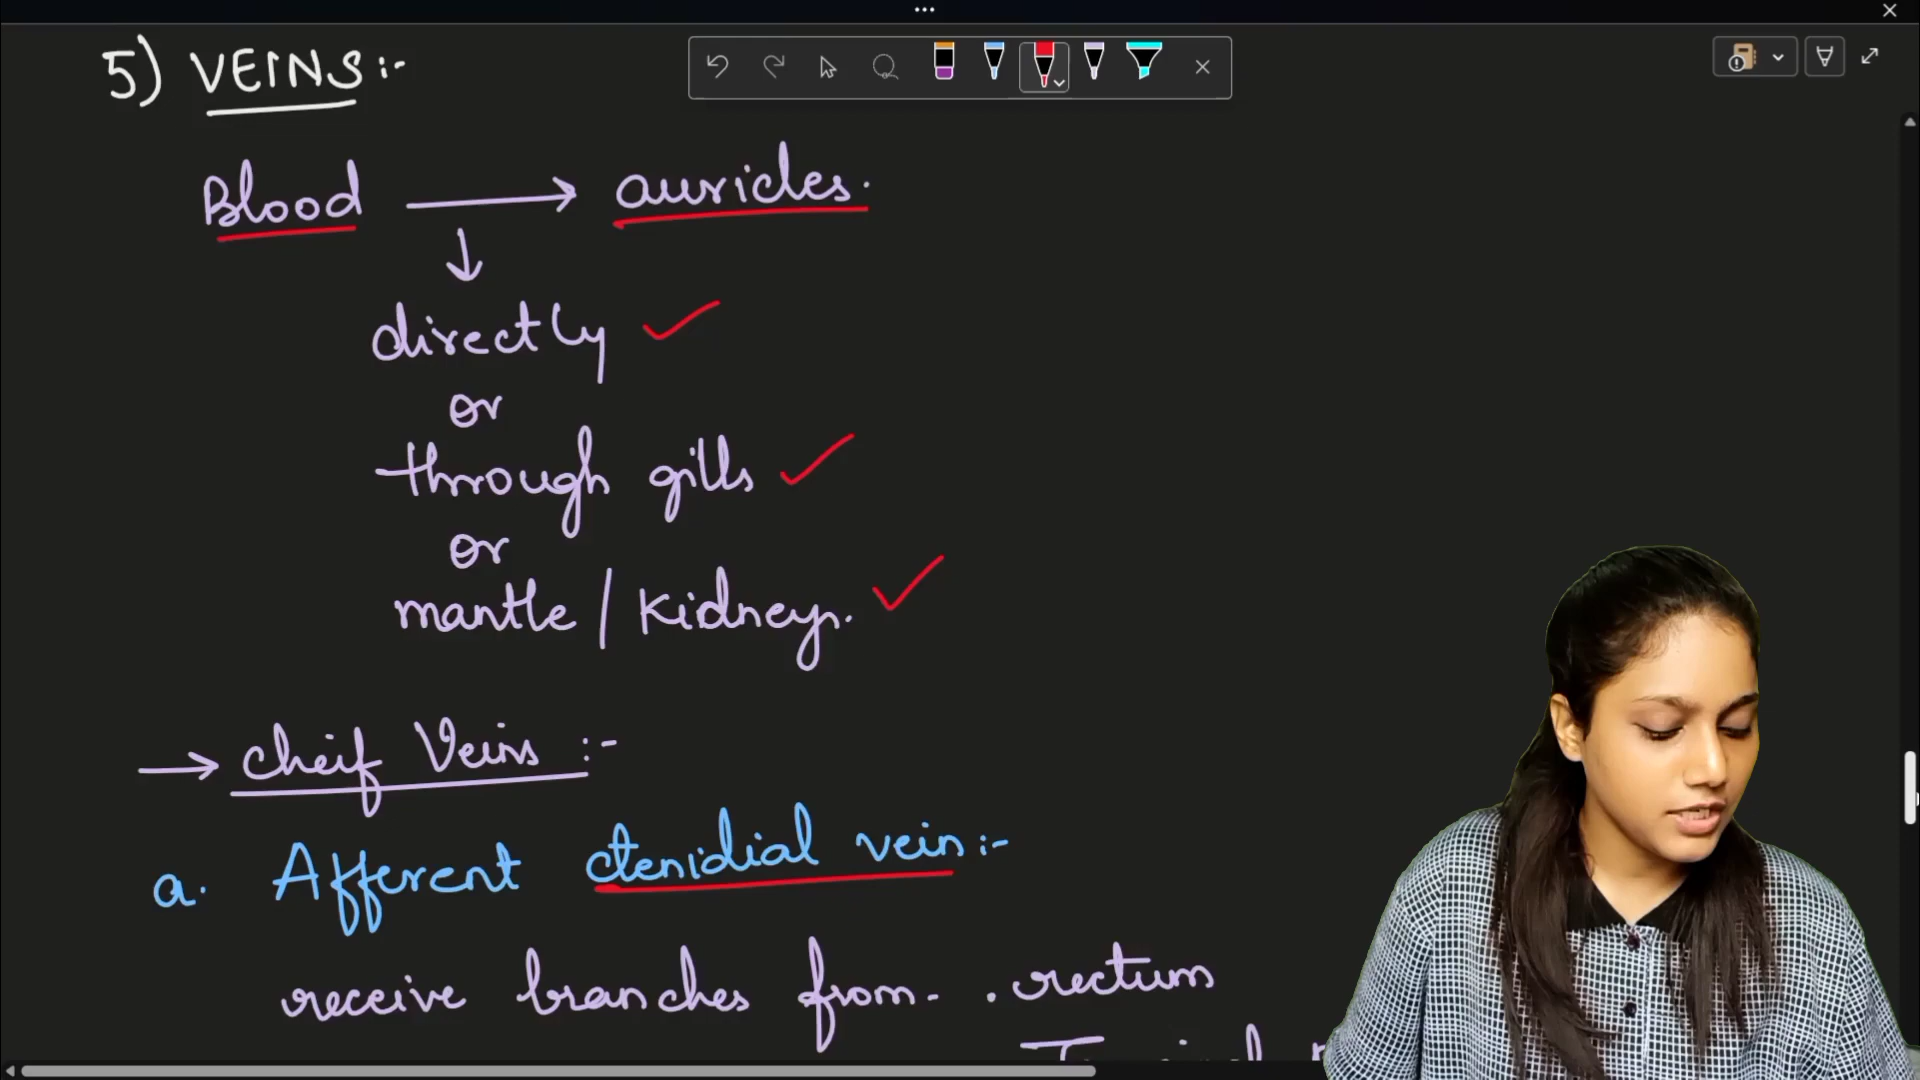 5) VEINS :-
Blood → auricles.
↓
directly ✓
or
through gills ✓
or
mantle / Kidney. ✓
→ Cheif Veins :-
a. Afferent ctenidial vein :-
receive branches from - . rectum